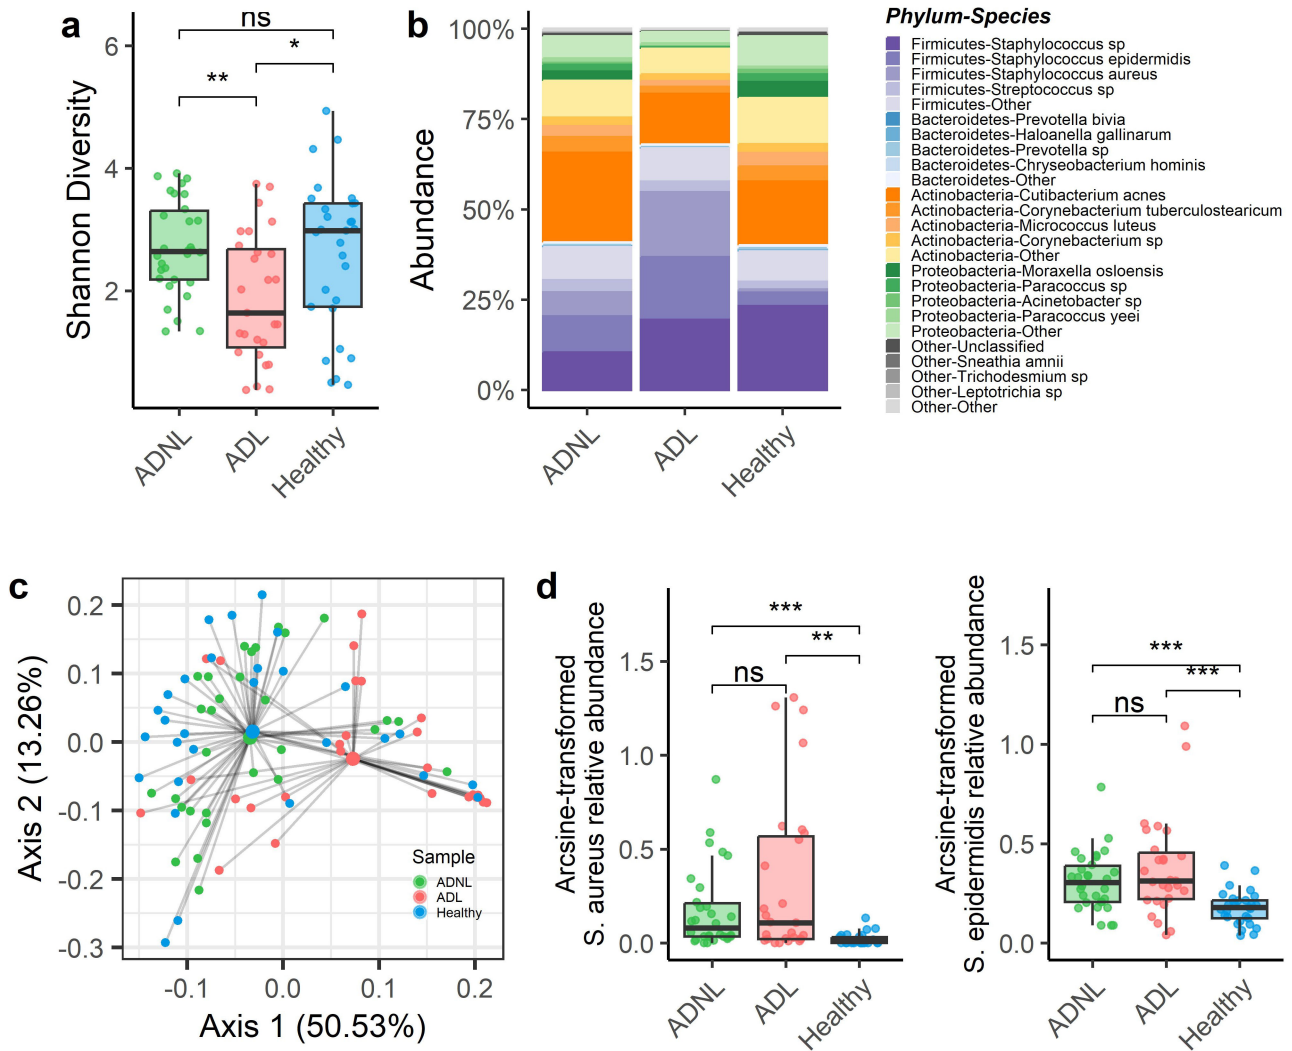 a
Shannon Diversity
6
4
2
ns
*
**
ADNL
ADL
Healthy
b
Abundance
100%
75%
50%
25%
0%
ADNL
ADL
Healthy
Phylum-Species
Firmicutes-Staphylococcus sp
Firmicutes-Staphylococcus epidermidis
Firmicutes-Staphylococcus aureus
Firmicutes-Streptococcus sp
Firmicutes-Other
Bacteroidetes-Prevotella bivia
Bacteroidetes-Haloanella gallinarum
Bacteroidetes-Prevotella sp
Bacteroidetes-Chryseobacterium hominis
Bacteroidetes-Other
Actinobacteria-Cutibacterium acnes
Actinobacteria-Corynebacterium tuberculostearicum
Actinobacteria-Micrococcus luteus
Actinobacteria-Corynebacterium sp
Actinobacteria-Other
Proteobacteria-Moraxella osloensis
Proteobacteria-Paracoccus sp
Proteobacteria-Acinetobacter sp
Proteobacteria-Paracoccus yeei
Proteobacteria-Other
Other-Unclassified
Other-Sneathia amnii
Other-Trichodesmium sp
Other-Leptotrichia sp
Other-Other
c
Axis 2 (13.26%)
0.2
0.1
0.0
-0.1
-0.2
-0.3
Sample
ADNL
ADL
Healthy
-0.1
0.0
0.1
0.2
Axis 1 (50.53%)
d
Arcsine-transformed
S. aureus relative abundance
1.5
1.0
0.5
0.0
***
**
ns
ADNL
ADL
Healthy
Arcsine-transformed
S. epidermidis relative abundance
1.5
1.0
0.5
0.0
***
***
ns
ADNL
ADL
Healthy